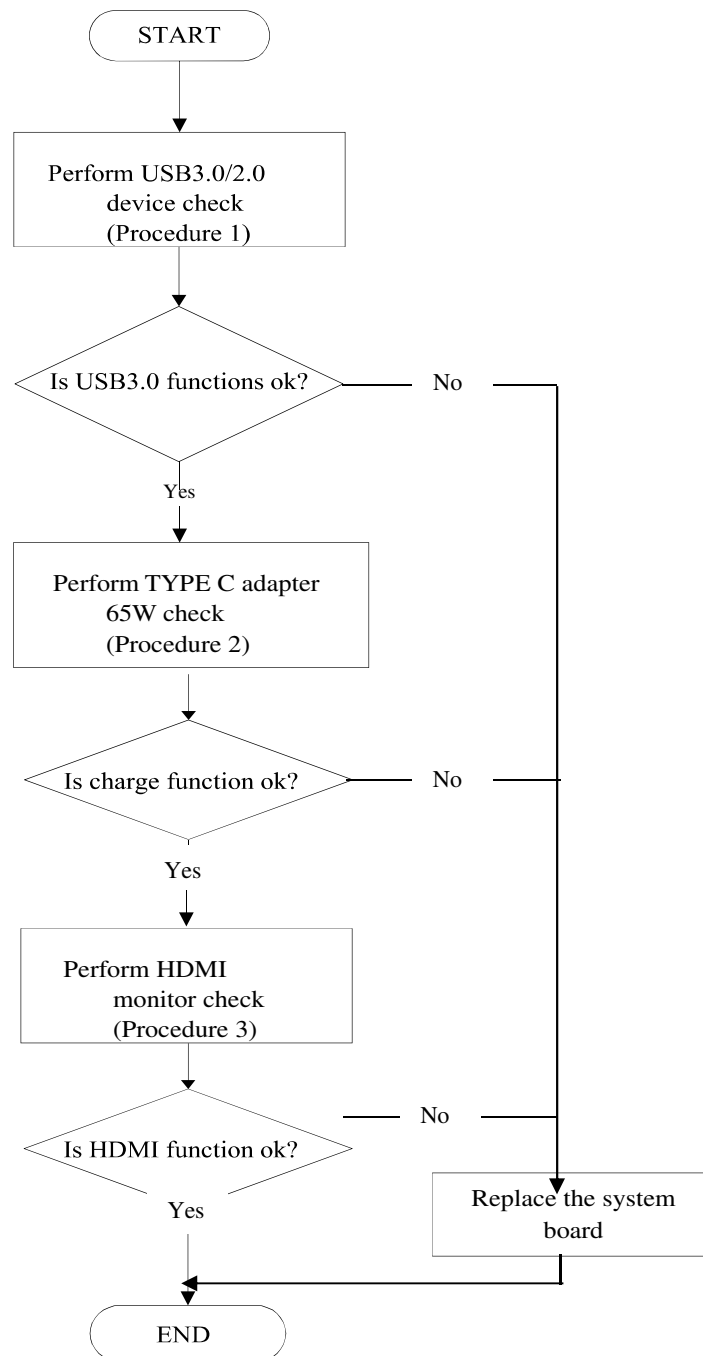 START
Perform USB3.0/2.0
device check
(Procedure 1)
Is USB3.0 functions ok?
No
Yes
Perform TYPE C adapter
65W check
(Procedure 2)
Is charge function ok?
No
Yes
Perform HDMI
monitor check
(Procedure 3)
No
Is HDMI function ok?
Replace the system
board
Yes
END